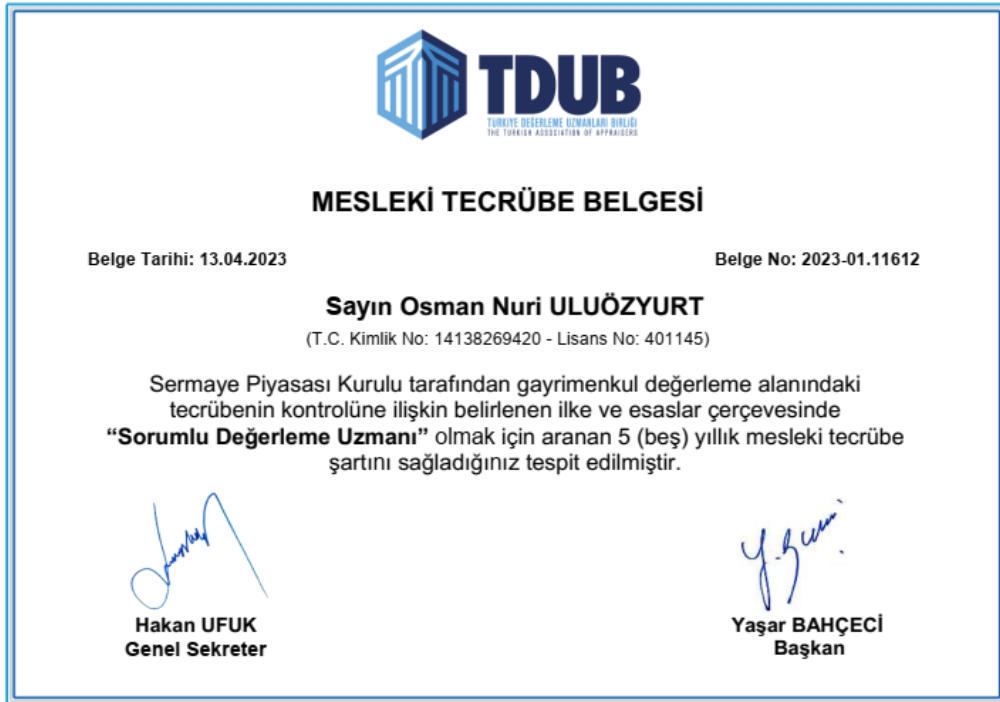 TDUB
TÜRKİYE DEĞERLEME UZMANLARI BİRLİĞİ
THE TURKISH ASSOCIATION OF APPRAISERS
MESLEKİ TECRÜBE BELGESİ
Belge Tarihi: 13.04.2023
Belge No: 2023-01.11612
Sayın Osman Nuri ULUÖZYURT
(T.C. Kimlik No: 14138269420 - Lisans No: 401145)
Sermaye Piyasası Kurulu tarafından gayrimenkul değerleme alanındaki
tecrübenin kontrolüne ilişkin belirlenen ilke ve esaslar çerçevesinde
“Sorumlu Değerleme Uzmanı” olmak için aranan 5 (beş) yıllık mesleki tecrübe
şartını sağladığınız tespit edilmiştir.
Hakan UFUK
Genel Sekreter
Yaşar BAHÇECİ
Başkan